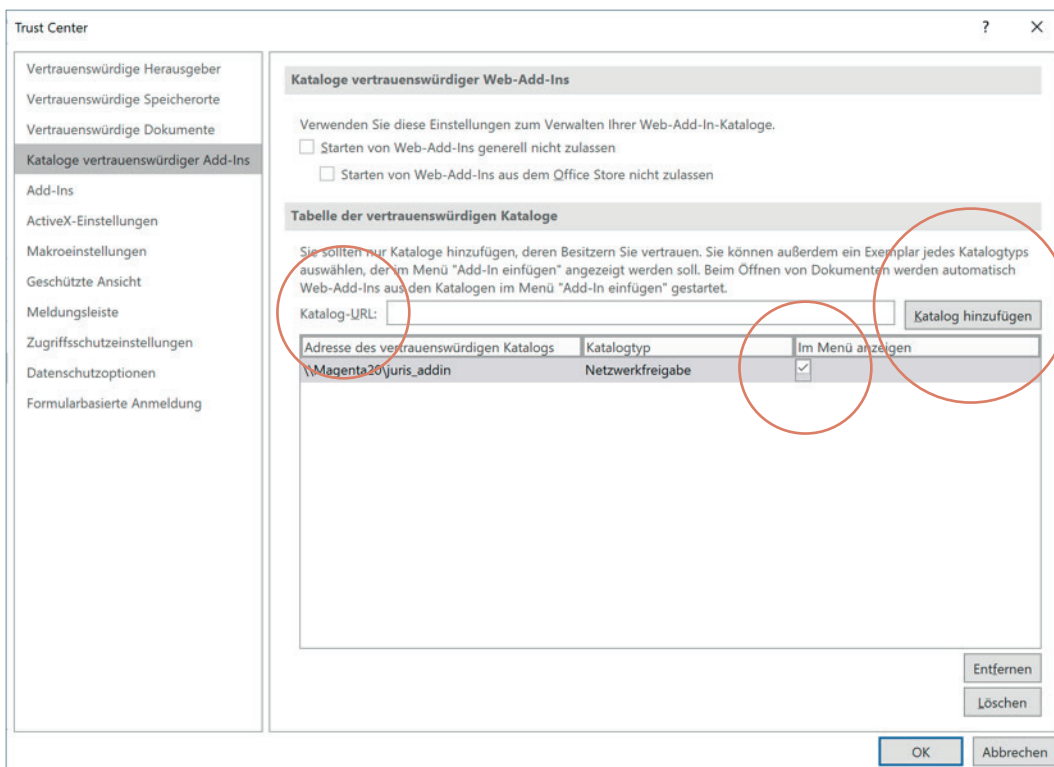 Trust Center
?
Vertrauenswürdige Herausgeber
Vertrauenswürdige Speicherorte
Vertrauenswürdige Dokumente
Kataloge vertrauenswürdiger Add-Ins
Add-Ins
ActiveX-Einstellungen
Makroeinstellungen
Geschützte Ansicht
Meldungsleiste
Zugriffsschutzeinstellungen
Datenschutzoptionen
Formularbasierte Anmeldung
Kataloge vertrauenswürdiger Web-Add-Ins
Verwenden Sie diese Einstellungen zum Verwalten Ihrer Web-Add-In-Kataloge.
Starten von Web-Add-Ins generell nicht zulassen
Starten von Web-Add-Ins aus dem Office Store nicht zulassen
Tabelle der vertrauenswürdigen Kataloge
Sie sollten nur Kataloge hinzufügen, deren Besitzern Sie vertrauen. Sie können außerdem ein Exemplar jedes Katalogtyps
auswählen, der im Menü "Add-In einfügen" angezeigt werden soll. Beim Öffnen von Dokumenten werden automatisch
Web-Add-Ins aus den Katalogen im Menü "Add-In einfügen" gestartet.
Katalog-URL: Katalog hinzufügen
Adresse des vertrauenswürdigen Katalogs Katalogtyp Im Menü anzeigen
\\Magenta20\juris_addin Netzwerkfreigabe
Entfernen
Löschen
OK Abbrechen